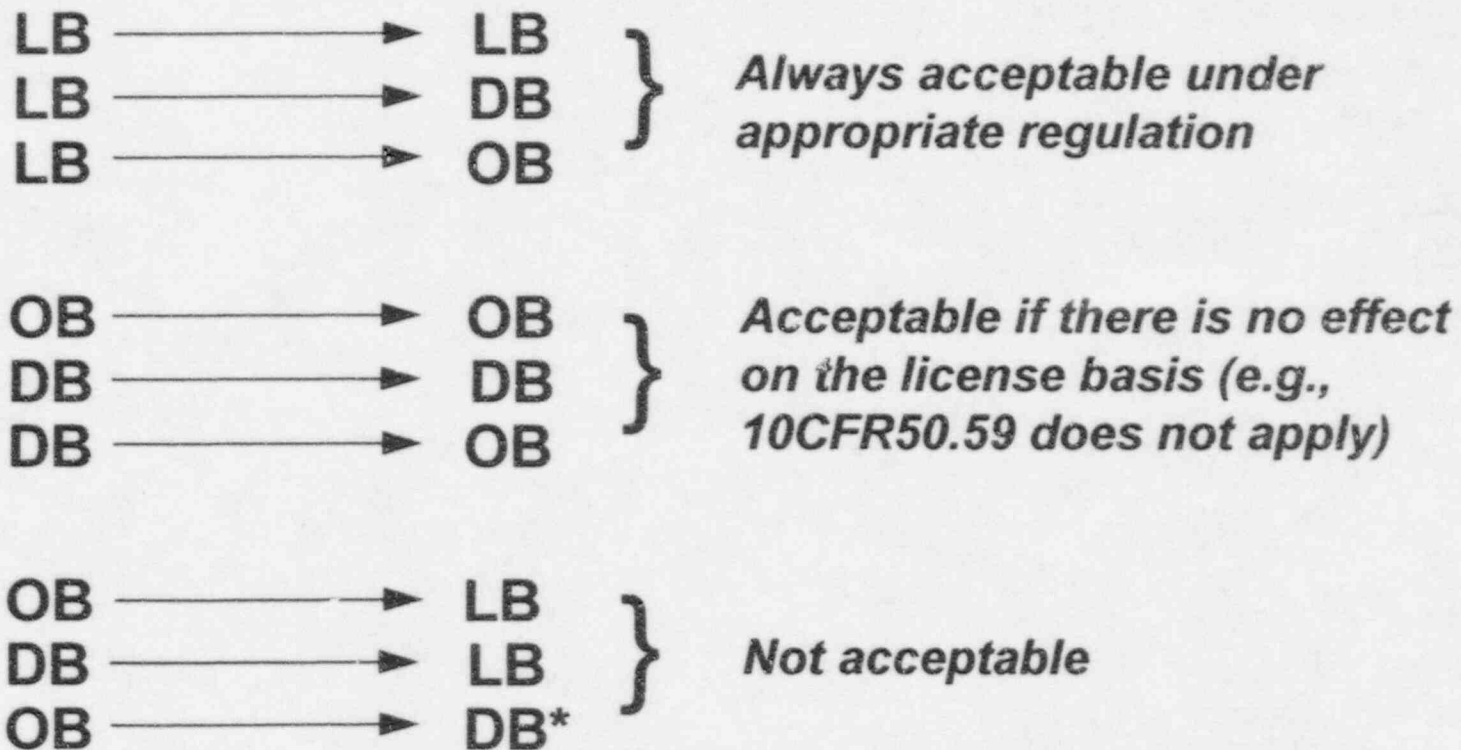 LB LB
LB DB
LB OB
Always acceptable under
appropriate regulation
OB OB
DB DB
DB OB
Acceptable if there is no effect
on the license basis (e.g.,
10CFR50.59 does not apply)
OB LB
DB LB
OB DB*
Not acceptable